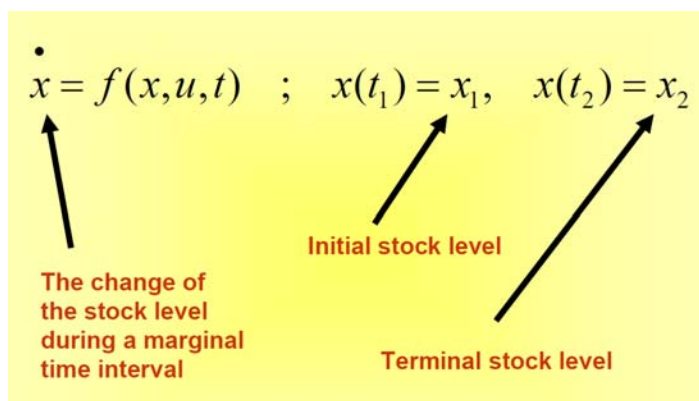 ẋ = f(x,u,t) ; x(t₁) = x₁, x(t₂) = x₂
Initial stock level
The change of
the stock level
during a marginal
time interval
Terminal stock level